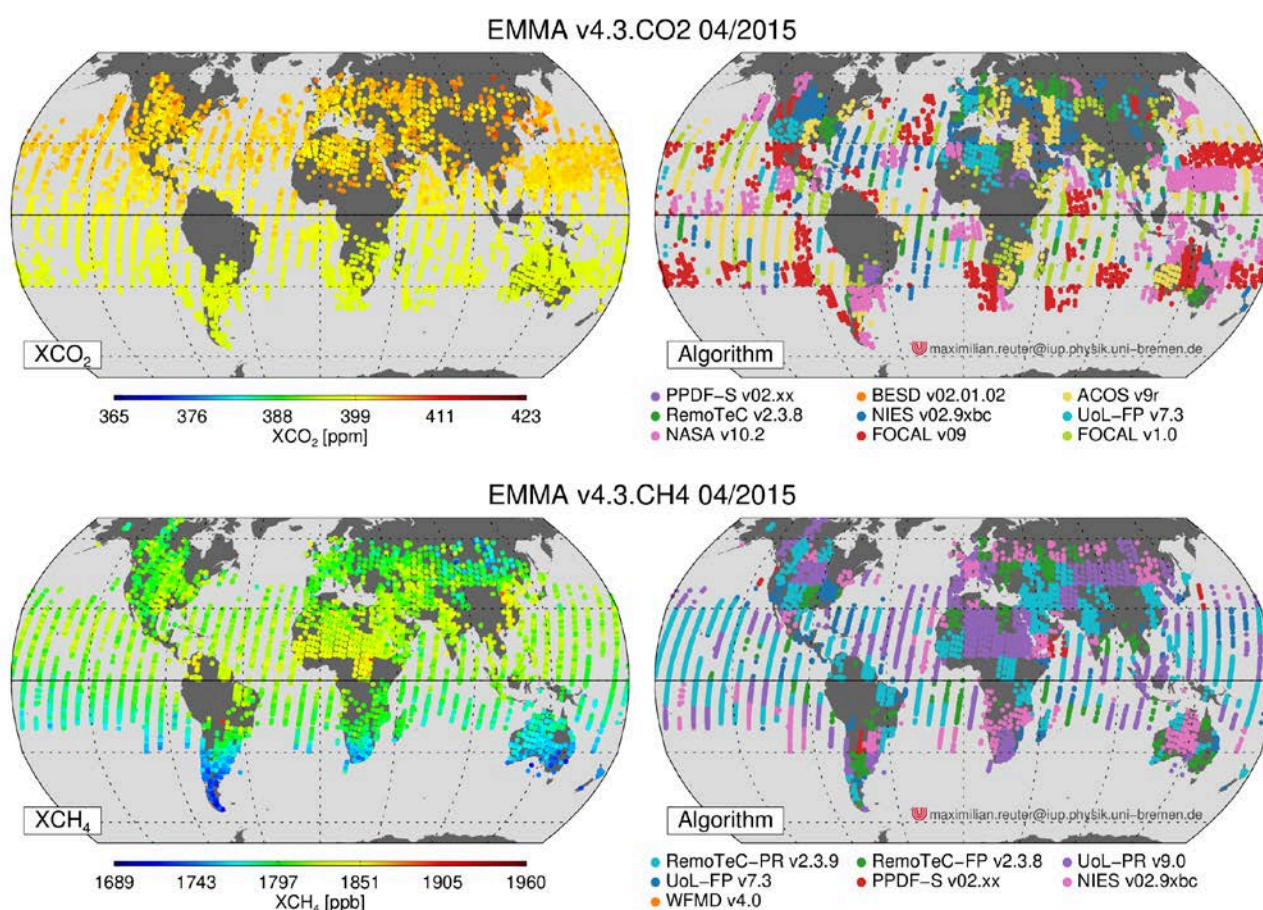 EMMA v4.3.CO2 04/2015
XCO₂
Algorithm
maximilian.reuter@iup.physik.uni−bremen.de
365 376 388 399 411 423
XCO₂ [ppm]
PPDF−S v02.xx BESD v02.01.02 ACOS v9r
RemoTeC v2.3.8 NIES v02.9xbc UoL−FP v7.3
NASA v10.2 FOCAL v09 FOCAL v1.0
EMMA v4.3.CH4 04/2015
XCH₄
Algorithm
maximilian.reuter@iup.physik.uni−bremen.de
1689 1743 1797 1851 1905 1960
XCH₄ [ppb]
RemoTeC−PR v2.3.9 RemoTeC−FP v2.3.8 UoL−PR v9.0
UoL−FP v7.3 PPDF−S v02.xx NIES v02.9xbc
WFMD v4.0